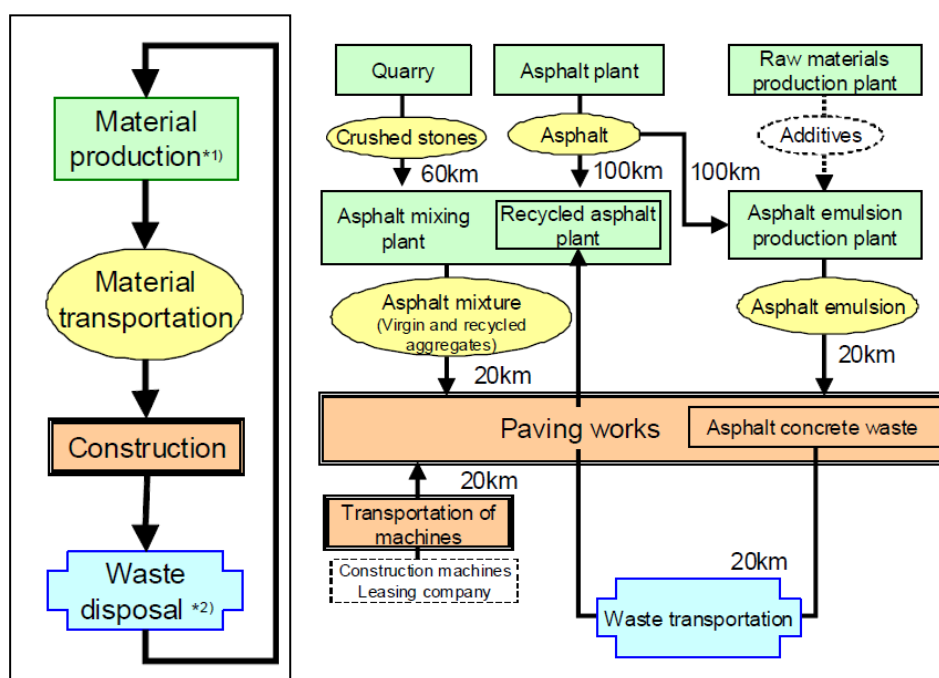 Material
production*1)
Material
transportation
Construction
Waste
disposal *2)
Quarry
Asphalt plant
Raw materials
production plant
Crushed stones
Asphalt
Additives
60km
100km
100km
Asphalt mixing
plant
Recycled asphalt
plant
Asphalt emulsion
production plant
Asphalt mixture
(Virgin and recycled
aggregates)
Asphalt emulsion
20km
20km
Paving works
Asphalt concrete waste
20km
Transportation of
machines
Construction machines
Leasing company
20km
Waste transportation